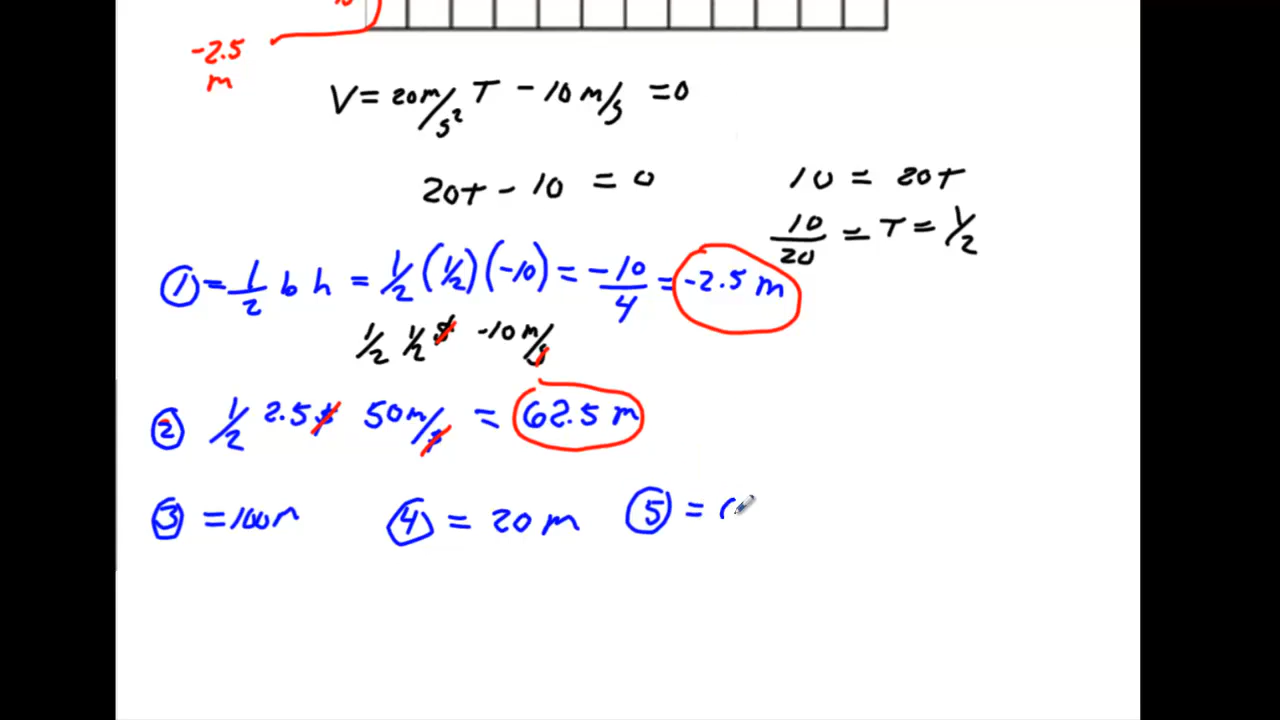 -2.5
m
V = 20 m/s² T - 10 m/s = 0
20T - 10 = 0
10 = 20T
10/20 = T = 1/2
① = 1/2 b h = 1/2 (1/2)(-10) = -10/4 = -2.5 m
1/2 1/2 s -10 m/s
② 1/2 2.5 s 50 m/s = 62.5 m
③ = 100m ④ = 20 m ⑤ =